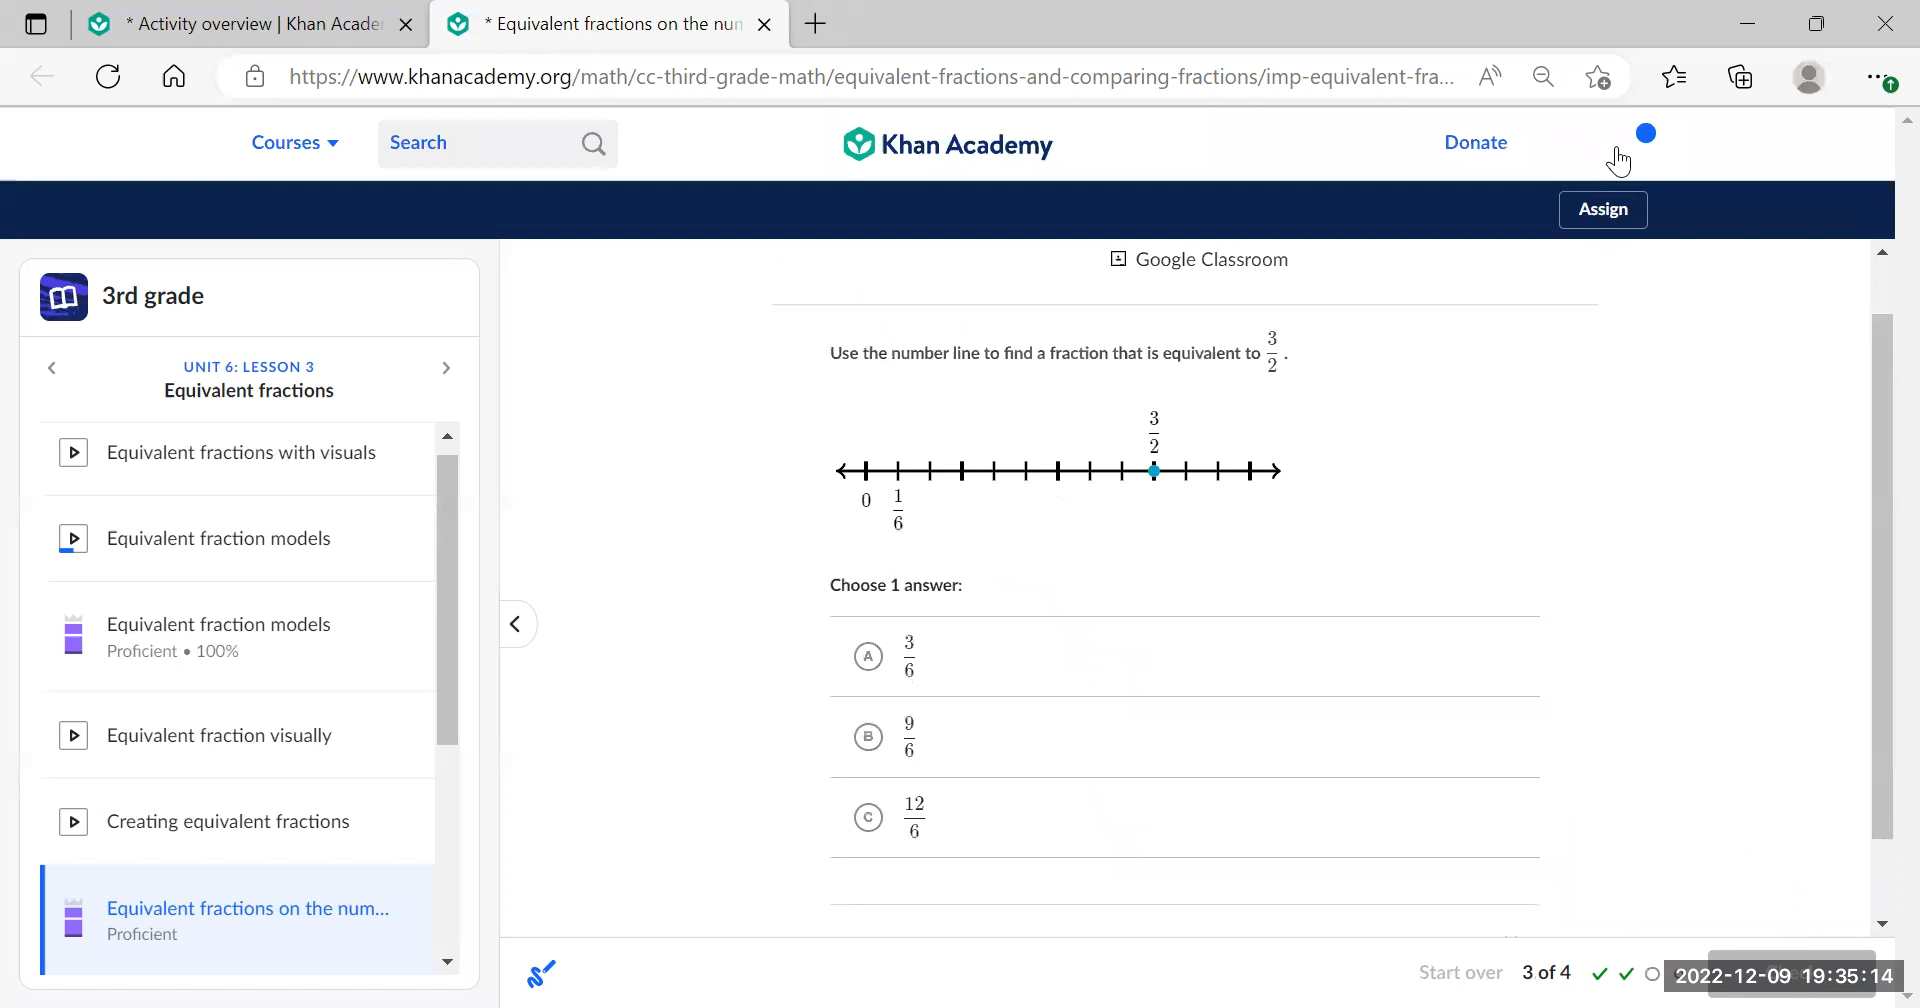 * Activity overview | Khan Acade
* Equivalent fractions on the nun
https://www.khanacademy.org/math/cc-third-grade-math/equivalent-fractions-and-comparing-fractions/imp-equivalent-fra...
Courses
Search
Khan Academy
Donate
Assign
3rd grade
UNIT 6: LESSON 3
Equivalent fractions
Equivalent fractions with visuals
Equivalent fraction models
Equivalent fraction models
Proficient • 100%
Equivalent fraction visually
Creating equivalent fractions
Equivalent fractions on the num...
Proficient
Google Classroom
Use the number line to find a fraction that is equivalent to 3/2 .
3/2
0 1/6
Choose 1 answer:
A 3/6
B 9/6
C 12/6
Start over 3 of 4
2022-12-09 19:35:14